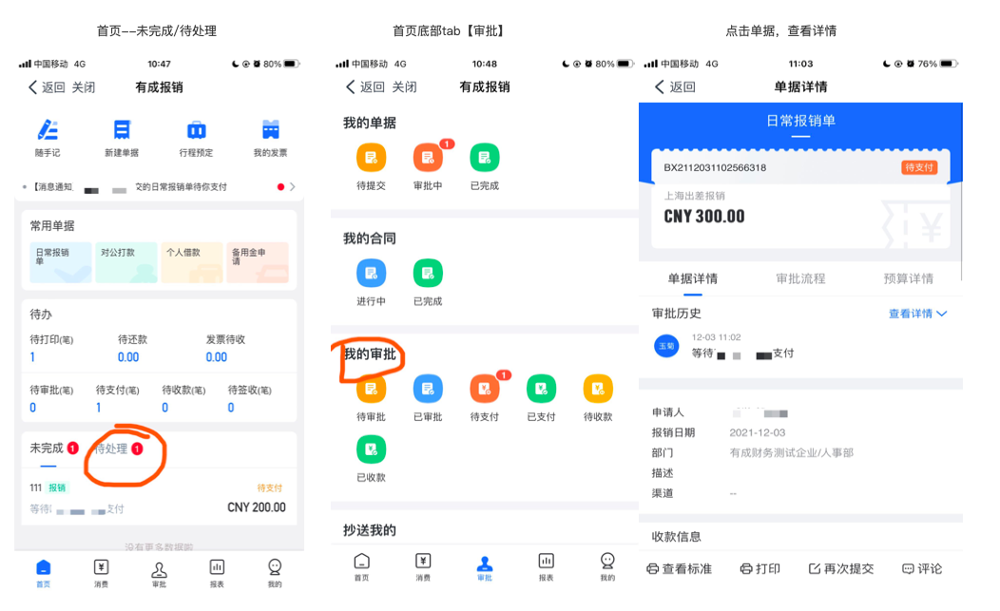 首页--未完成/待处理
中国移动 4G 10:47 80%
返回 关闭 有成报销
随手记 新建单据 行程预定 我的发票
【消息通知 交的日常报销单待你支付
常用单据
日常报销单 对公打款 个人借款 备用金申请
待办
待打印(笔) 待还款 发票待收
1 0.00 0.00
待审批(笔) 待支付(笔) 待收款(笔) 待签收(笔)
0 1 0 0
未完成 1 待处理 1
111 报销 待支付
等待 支付 CNY 200.00
没有更多数据啦
首页 消费 审批 报表 我的
首页底部tab【审批】
中国移动 4G 10:48 80%
返回 关闭 有成报销
我的单据
1
待提交 审批中 已完成
我的合同
进行中 已完成
我的审批
1
待审批 已审批 待支付 已支付 待收款
已收款
抄送我的
首页 消费 审批 报表 我的
点击单据，查看详情
中国移动 4G 11:03 76%
返回 单据详情
日常报销单
BX2112031102566318 待支付
上海出差报销
CNY 300.00
单据详情 审批流程 预算详情
审批历史 查看详情
玉菊 12-03 11:02
等待 支付
申请人
报销日期 2021-12-03
部门 有成财务测试企业/人事部
描述
渠道 --
收款信息
查看标准 打印 再次提交 评论